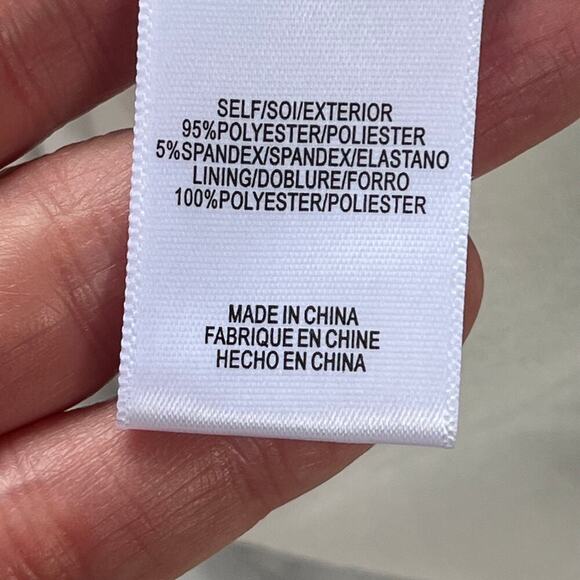 SELF/SOI/EXTERIOR
95%POLYESTER/POLIESTER
5%SPANDEX/SPANDEX/ELASTANO
LINING/DOBLURE/FORRO
100%POLYESTER/POLIESTER
MADE IN CHINA
FABRIQUE EN CHINE
HECHO EN CHINA